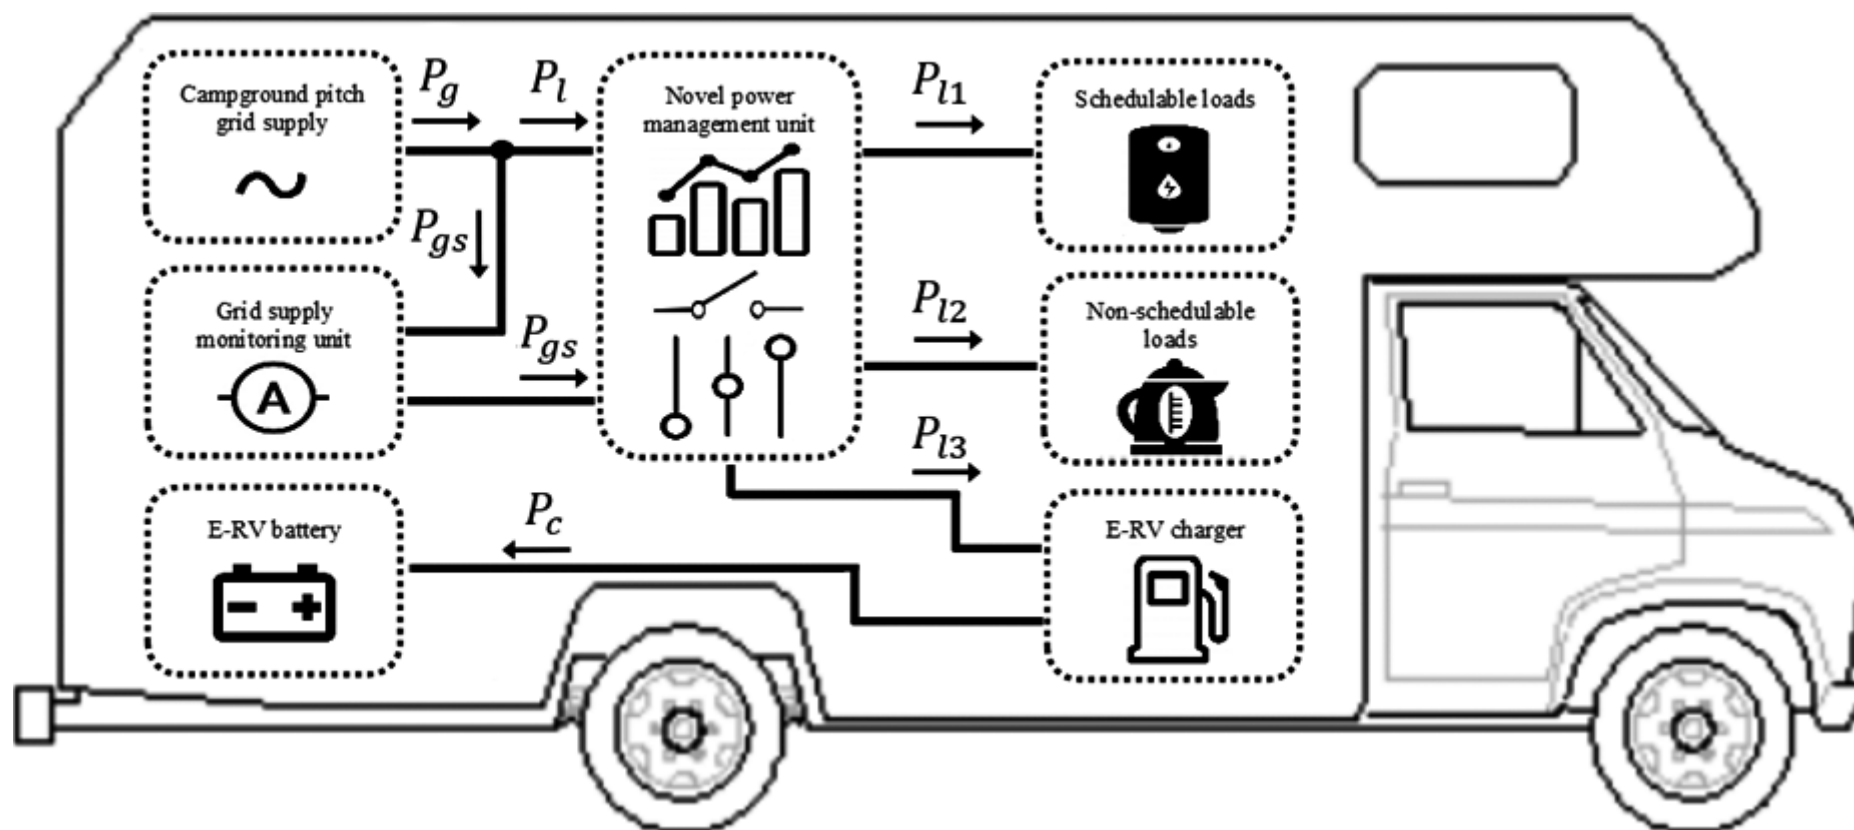 Campground pitch
grid supply
P_g
P_l
P_gs
Grid supply
monitoring unit
A
P_gs
E-RV battery
P_c
Novel power
management unit
P_l1
Schedulable loads
P_l2
Non-schedulable
loads
P_l3
E-RV charger